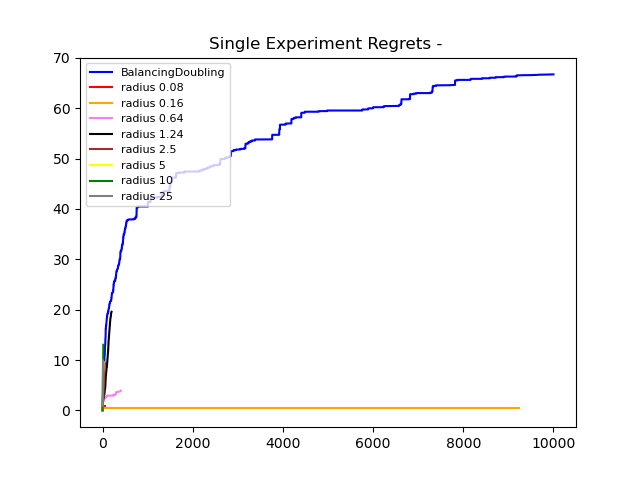 Single Experiment Regrets -
70
60
50
40
30
20
10
0
BalancingDoubling
radius 0.08
radius 0.16
radius 0.64
radius 1.24
radius 2.5
radius 5
radius 10
radius 25
0 2000 4000 6000 8000 10000